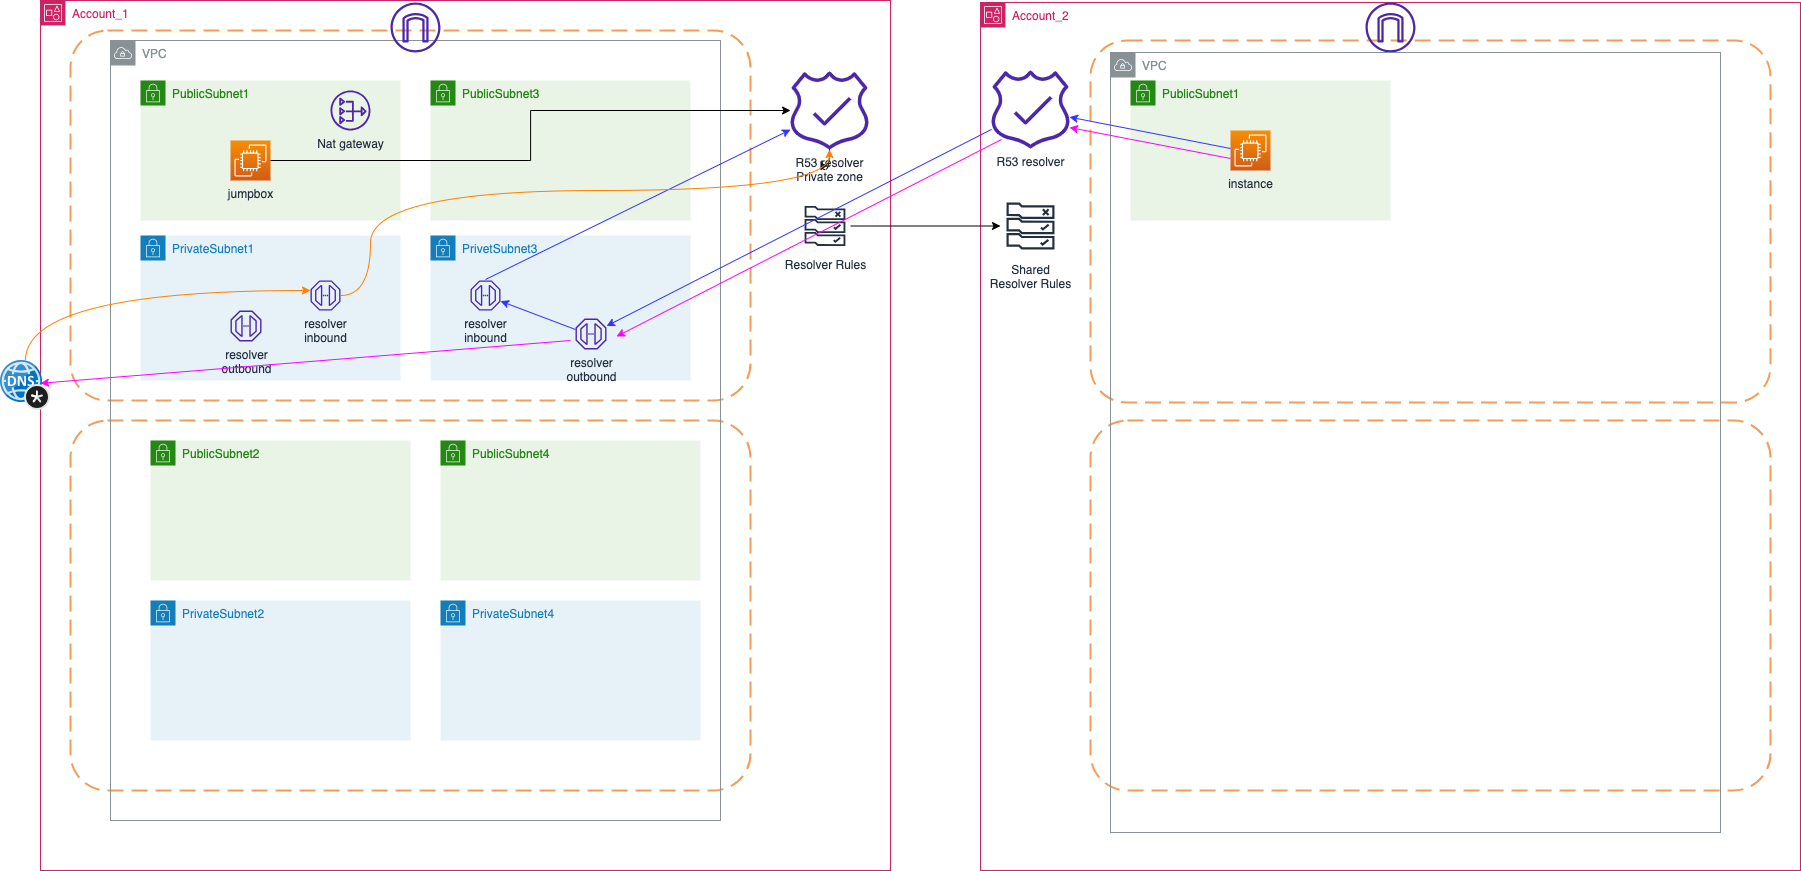 Account_1
Account_2
VPC
VPC
PublicSubnet1
PublicSubnet3
PublicSubnet1
Nat gateway
jumpbox
R53 resolver
Private zone
R53 resolver
instance
PrivateSubnet1
PrivetSubnet3
Resolver Rules
Shared
Resolver Rules
resolver
inbound
resolver
inbound
resolver
outbound
resolver
outbound
DNS
*
PublicSubnet2
PublicSubnet4
PrivateSubnet2
PrivateSubnet4